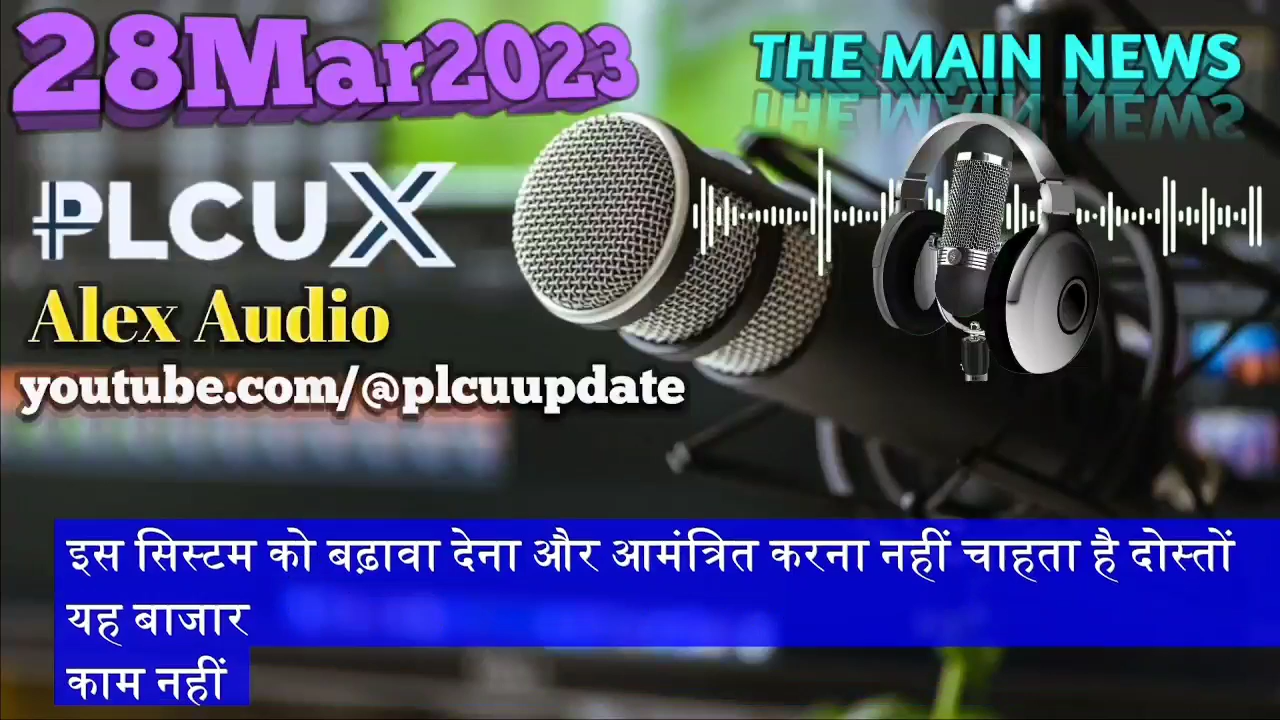 28Mar2023
THE MAIN NEWS
PLCUX
Alex Audio
youtube.com/@plcuupdate
इस सिस्टम को बढ़ावा देना और आमंत्रित करना नहीं चाहता है दोस्तों
यह बाजार
काम नहीं